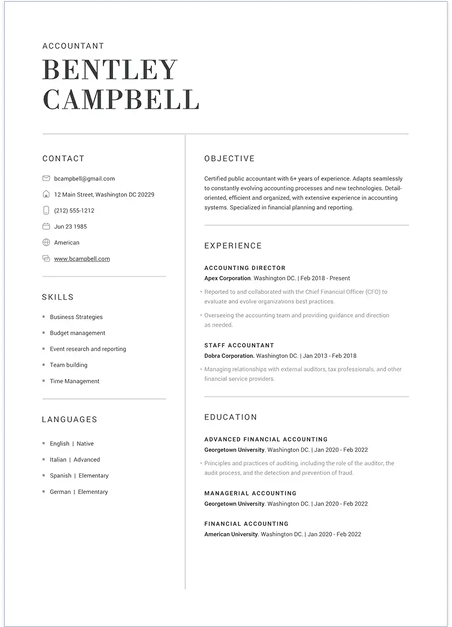 ACCOUNTANT
BENTLEY
CAMPBELL
CONTACT
bcampbell@gmail.com
12 Main Street, Washington DC 20229
(212) 555-1212
Jun 23 1985
American
www.bcampbell.com
SKILLS
Business Strategies
Budget management
Event research and reporting
Team building
Time Management
LANGUAGES
English | Native
Italian | Advanced
Spanish | Elementary
German | Elementary
OBJECTIVE
Certified public accountant with 6+ years of experience. Adapts seamlessly
to constantly evolving accounting processes and new technologies. Detail-
oriented, efficient and organized, with extensive experience in accounting
systems. Specialized in financial planning and reporting.
EXPERIENCE
ACCOUNTING DIRECTOR
Apex Corporation. Washington DC. | Feb 2018 - Present
• Reported to and collaborated with the Chief Financial Officer (CFO) to
evaluate and evolve organizations best practices.
• Overseeing the accounting team and providing guidance and direction
as needed.
STAFF ACCOUNTANT
Dobra Corporation. Washington DC. | Jan 2013 - Feb 2018
• Managing relationships with external auditors, tax professionals, and other
financial service providers.
EDUCATION
ADVANCED FINANCIAL ACCOUNTING
Georgetown University. Washington DC. | Jan 2020 - Feb 2022
• Principles and practices of auditing, including the role of the auditor, the
audit process, and the detection and prevention of fraud.
MANAGERIAL ACCOUNTING
Georgetown University. Washington DC. | Jan 2020 - Feb 2022
FINANCIAL ACCOUNTING
American University. Washington DC. | Jan 2020 - Feb 2022